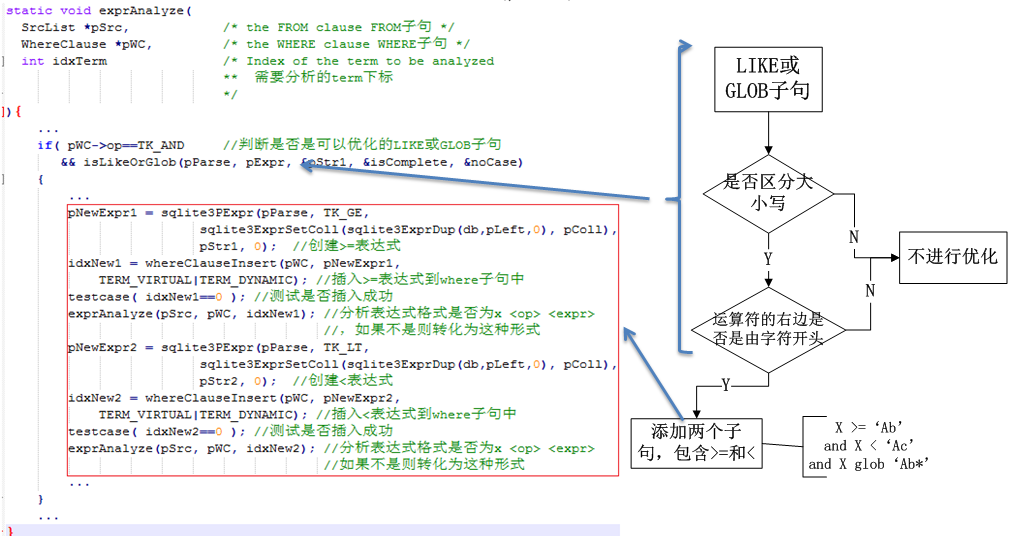 static void exprAnalyze(
SrcList *pSrc, /* the FROM clause FROM子句 */
WhereClause *pWC, /* the WHERE clause WHERE子句 */
int idxTerm /* Index of the term to be analyzed
** 需要分析的term下标
*/
){
...
if( pWC->op==TK_AND //判断是否是可以优化的LIKE或GLOB子句
&& isLikeOrGlob(pParse, pExpr, &pStr1, &isComplete, &noCase)
{
...
pNewExpr1 = sqlite3PExpr(pParse, TK_GE,
sqlite3ExprSetColl(sqlite3ExprDup(db,pLeft,0), pColl),
pStr1, 0); //创建>=表达式
idxNew1 = whereClauseInsert(pWC, pNewExpr1,
TERM_VIRTUAL|TERM_DYNAMIC); //插入>=表达式到where子句中
testcase( idxNew1==0 ); //测试是否插入成功
exprAnalyze(pSrc, pWC, idxNew1); //分析表达式格式是否为x <op> <expr>
//，如果不是则转化为这种形式
pNewExpr2 = sqlite3PExpr(pParse, TK_LT,
sqlite3ExprSetColl(sqlite3ExprDup(db,pLeft,0), pColl),
pStr2, 0); //创建<表达式
idxNew2 = whereClauseInsert(pWC, pNewExpr2,
TERM_VIRTUAL|TERM_DYNAMIC); //插入<表达式到where子句中
testcase( idxNew2==0 ); //测试是否插入成功
exprAnalyze(pSrc, pWC, idxNew2); //分析表达式格式是否为x <op> <expr>
//如果不是则转化为这种形式
...
}
...
}
LIKE或
GLOB子句
是否区分大
小写
N
Y
不进行优化
N
运算符的右边是
否是由字符开头
Y
添加两个子
句，包含>=和<
X >= ‘Ab’
and X < ‘Ac’
and X glob ‘Ab*’